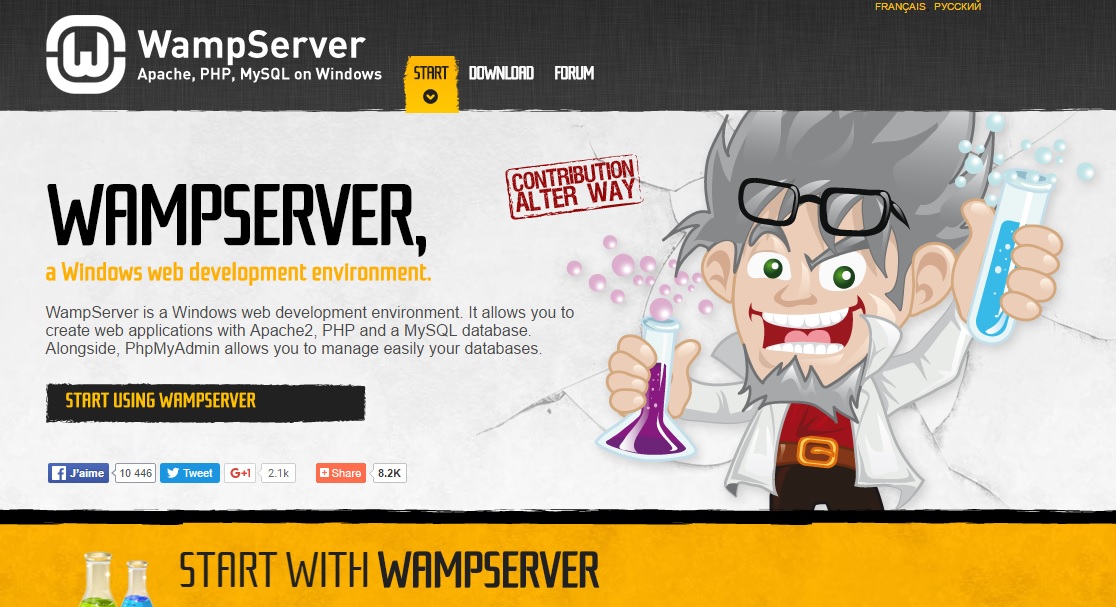 FRANÇAIS РУССКИЙ
WampServer
Apache, PHP, MySQL on Windows
START DOWNLOAD FORUM
CONTRIBUTION
ALTER WAY
WAMPSERVER,
a Windows web development environment.
WampServer is a Windows web development environment. It allows you to
create web applications with Apache2, PHP and a MySQL database.
Alongside, PhpMyAdmin allows you to manage easily your databases.
START USING WAMPSERVER
J'aime 10 446 Tweet G+1 2.1k Share 8.2K
START WITH WAMPSERVER